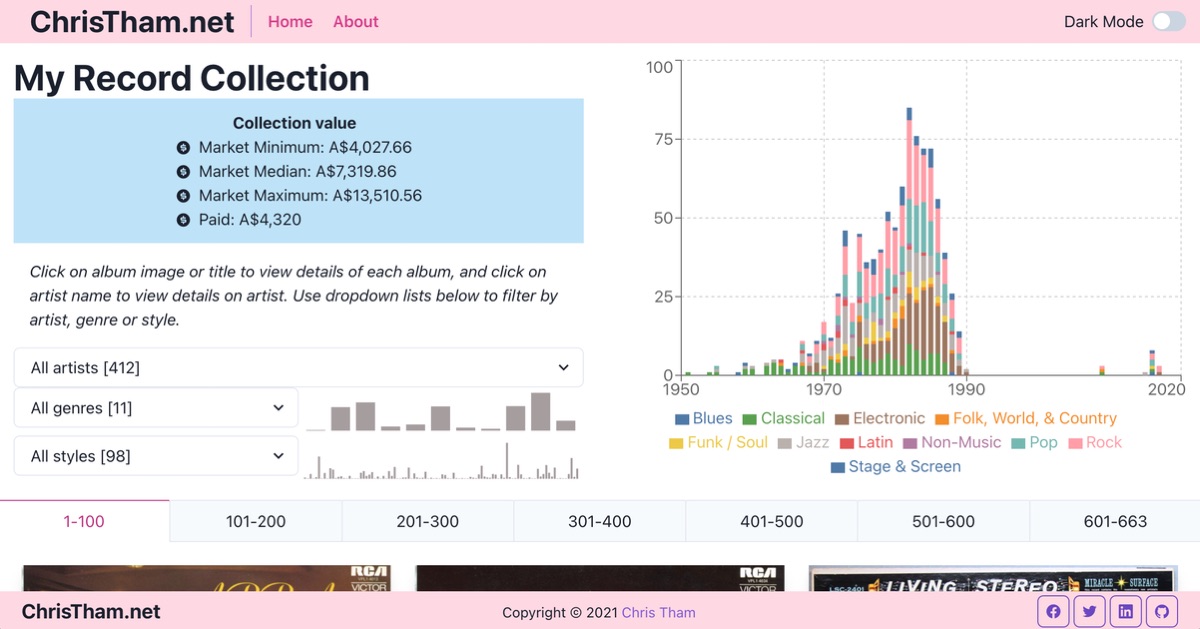 ChrisTham.net
Home
About
Dark Mode
My Record Collection
Collection value
Market Minimum: A$4,027.66
Market Median: A$7,319.86
Market Maximum: A$13,510.56
Paid: A$4,320
Click on album image or title to view details of each album, and click on
artist name to view details on artist. Use dropdown lists below to filter by
artist, genre or style.
All artists [412]
All genres [11]
All styles [98]
100
75
50
25
0
1950
1970
1990
2020
Blues
Classical
Electronic
Folk, World, & Country
Funk / Soul
Jazz
Latin
Non-Music
Pop
Rock
Stage & Screen
1-100
101-200
201-300
301-400
401-500
501-600
601-663
RCA
VICTOR
RCA
VICTOR
LSC-2401
LIVING STEREO
MIRACLE SURFACE
ChrisTham.net
Copyright © 2021 Chris Tham